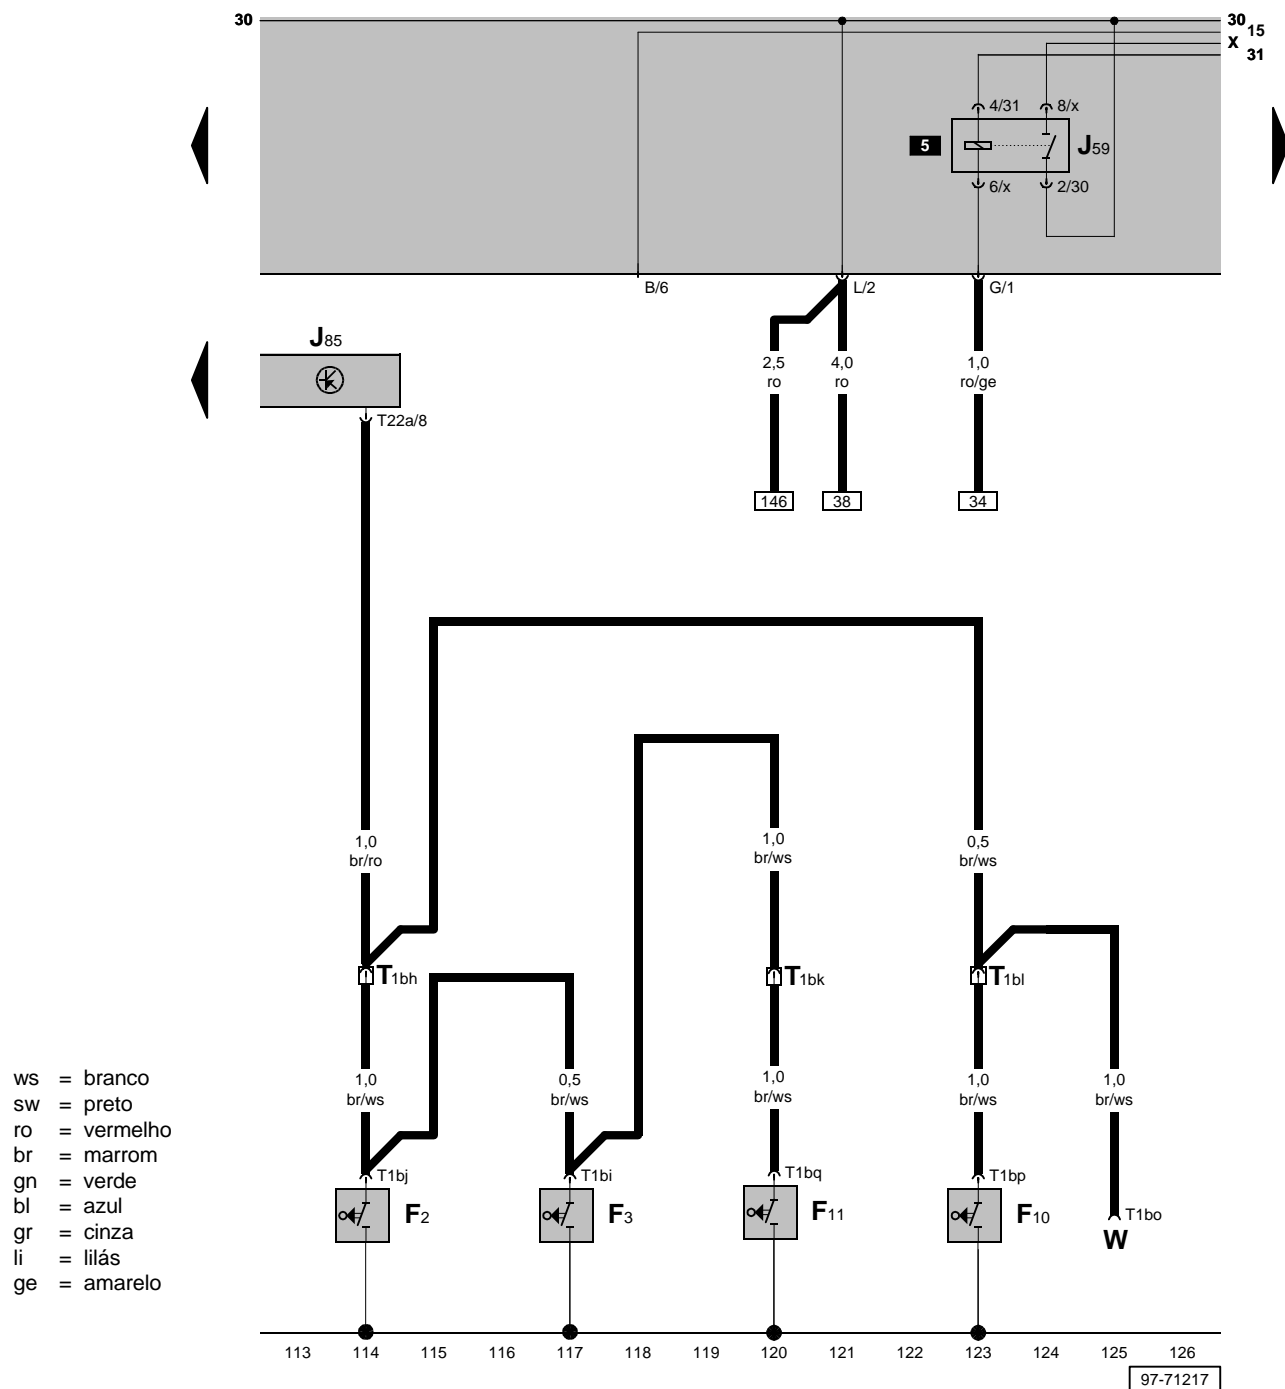 30
30
15
X
31
4/31
8/x
5
J59
6/x
2/30
B/6
L/2
G/1
J85
T22a/8
2,5
ro
4,0
ro
1,0
ro/ge
146
38
34
1,0
br/ro
1,0
br/ws
0,5
br/ws
T1bh
T1bk
T1bl
1,0
br/ws
0,5
br/ws
1,0
br/ws
1,0
br/ws
1,0
br/ws
T1bj
T1bi
T1bq
T1bp
T1bo
F2
F3
F11
F10
W
ws = branco
sw = preto
ro = vermelho
br = marrom
gn = verde
bl = azul
gr = cinza
li = lilás
ge = amarelo
113 114 115 116 117 118 119 120 121 122 123 124 125 126
97-71217